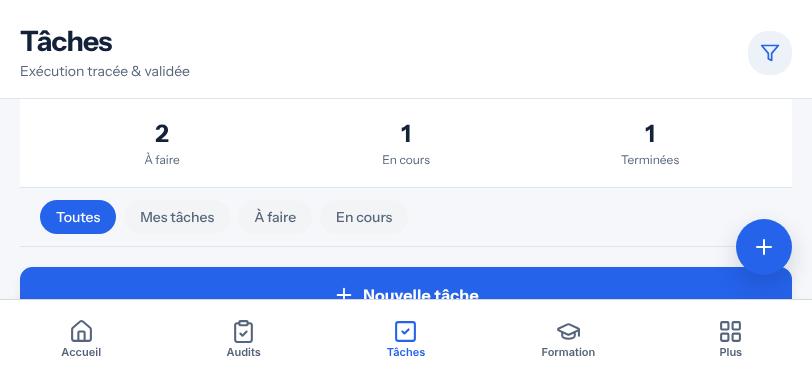 Tâches
Exécution tracée & validée
2 1 1
À faire En cours Terminées
Toutes Mes tâches À faire En cours
Nouvelle tâche
Accueil Audits Tâches Formation Plus